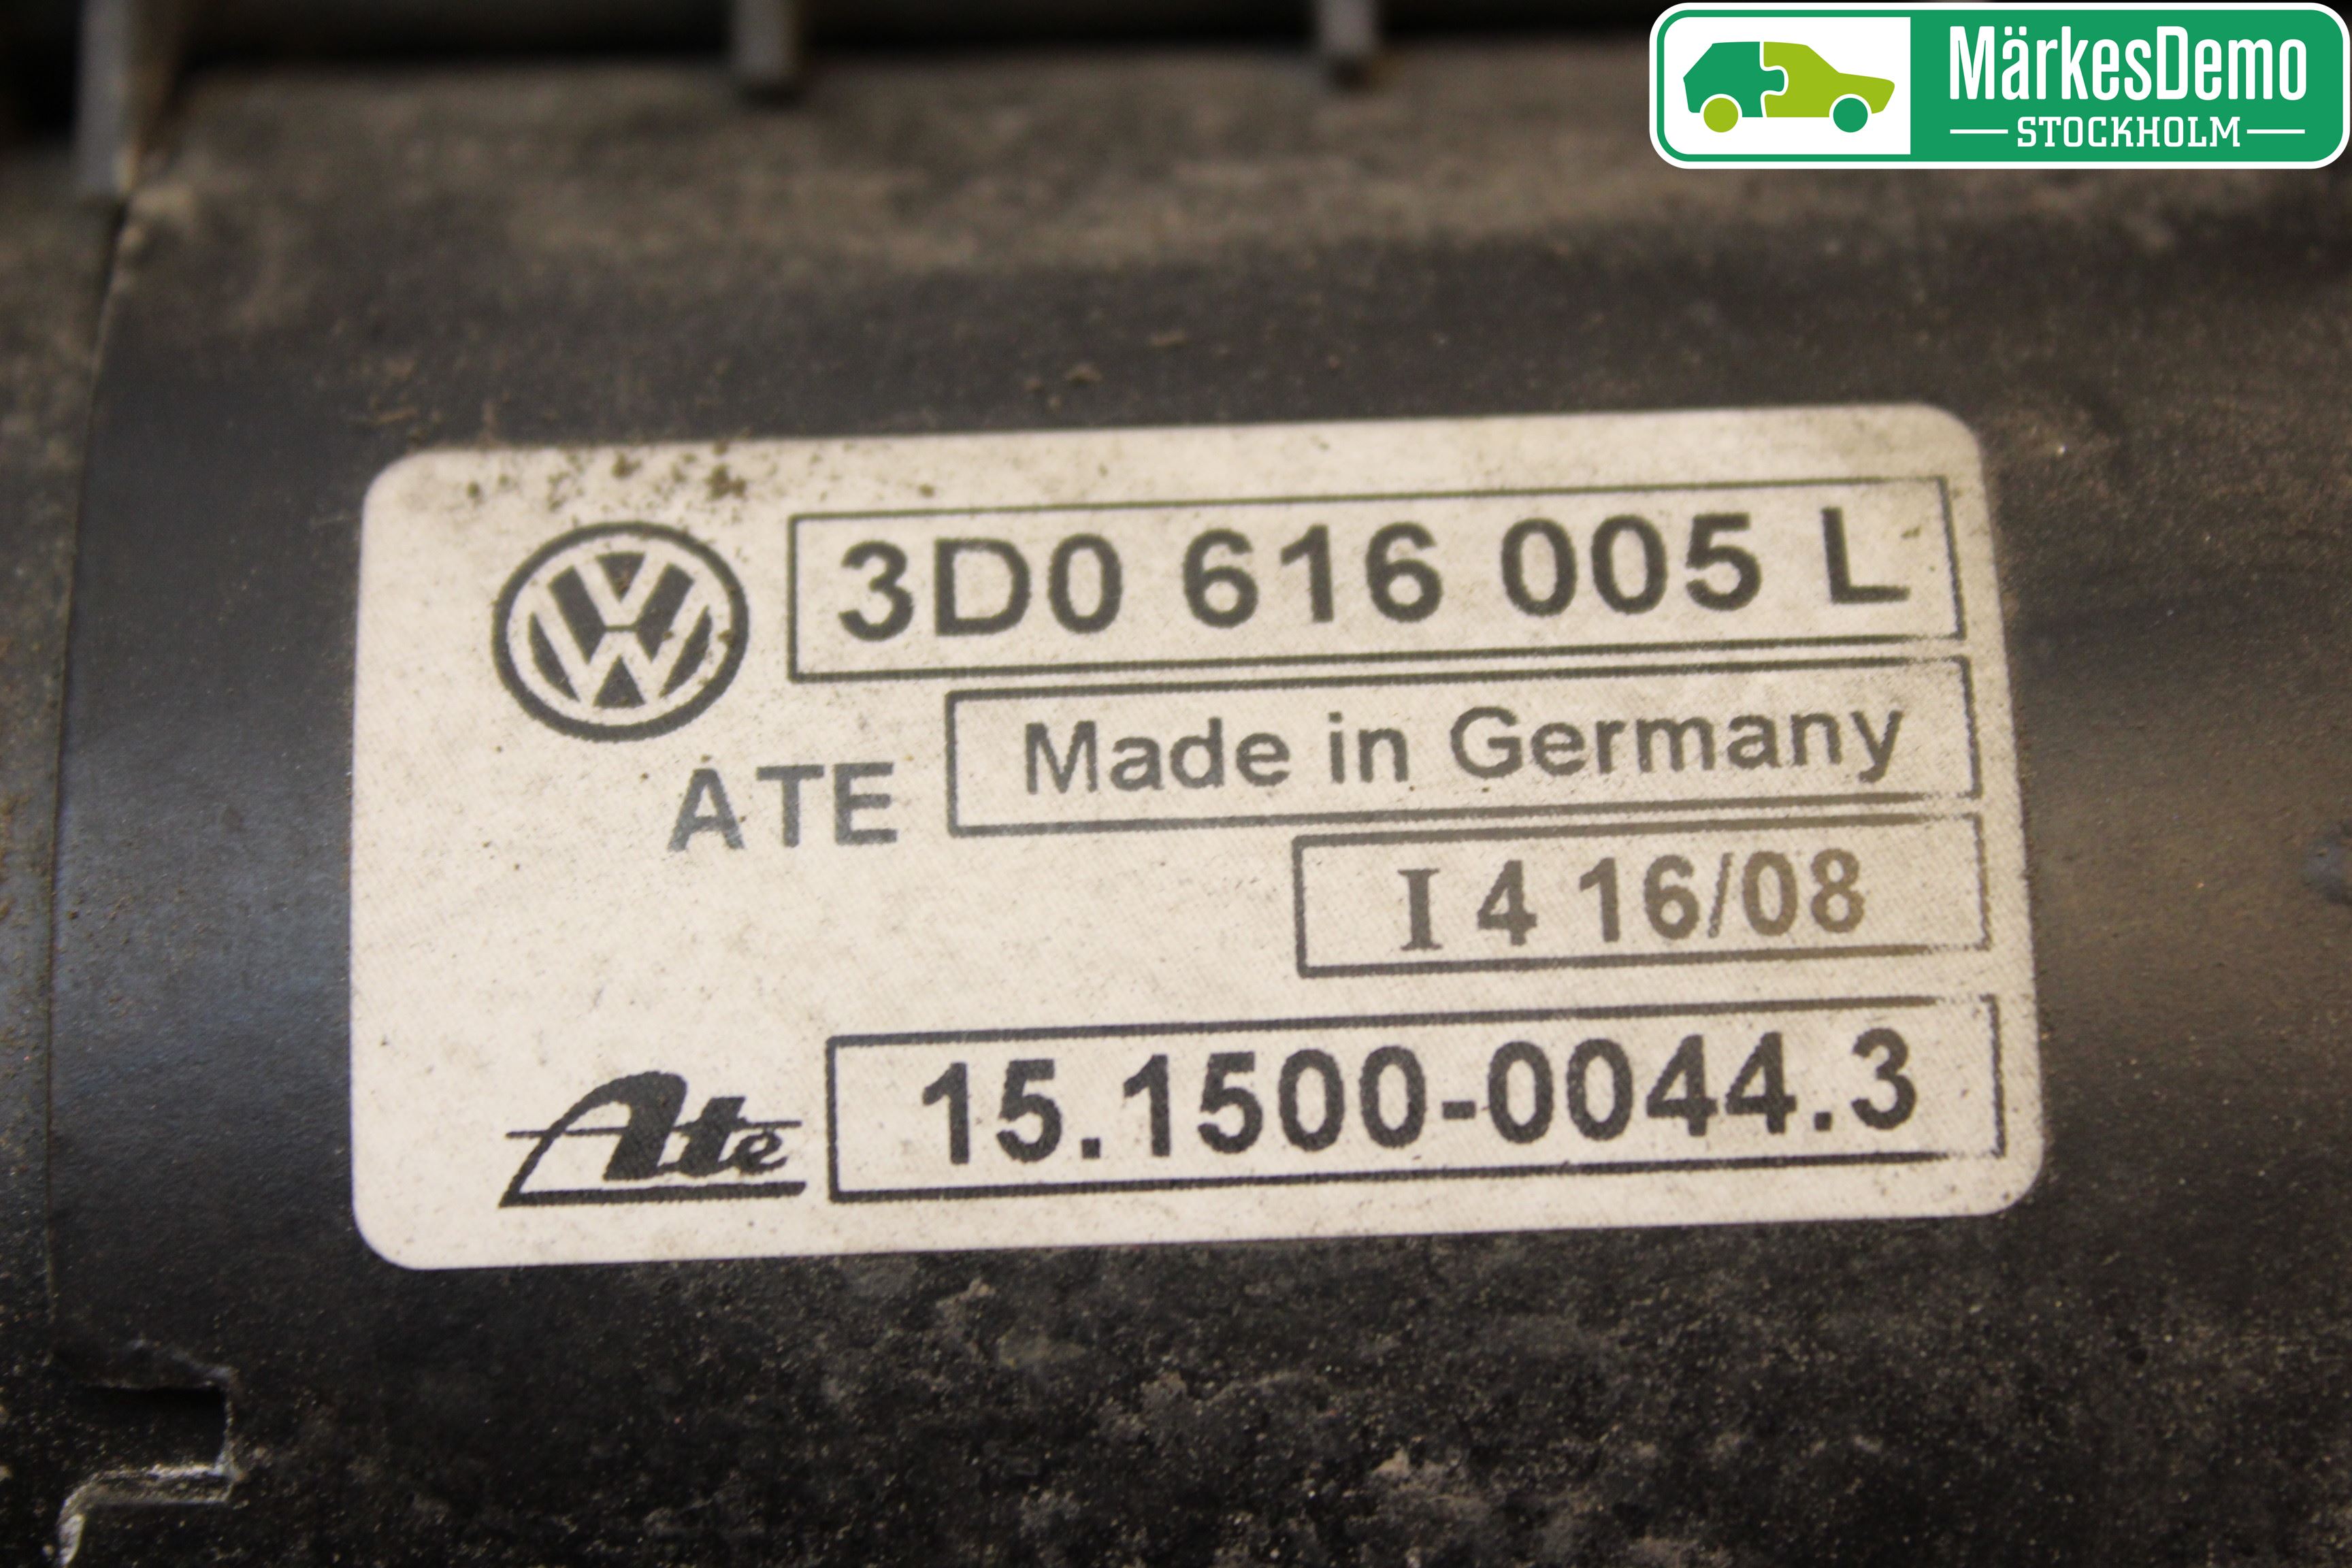 MärkesDemo
STOCKHOLM
3D0 616 005 L
ATE Made in Germany
I 4 16/08
Ate 15.1500-0044.3